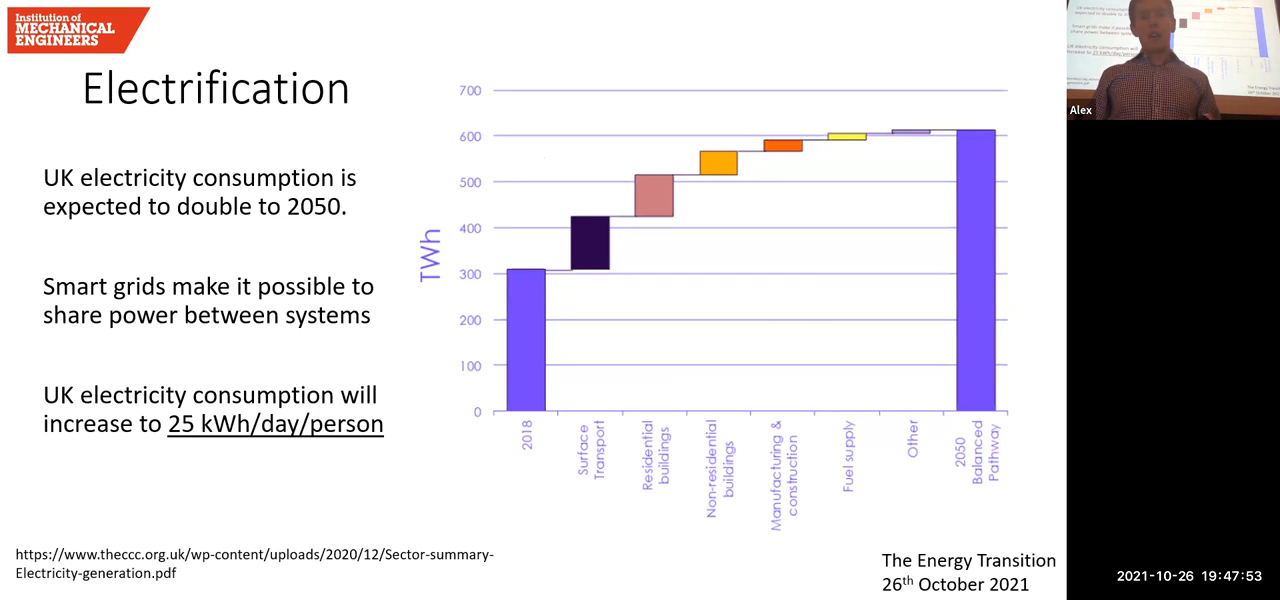 Institution of
MECHANICAL
ENGINEERS
Electrification
UK electricity consumption is
expected to double to 2050.
Smart grids make it possible to
share power between systems
UK electricity consumption will
increase to 25 kWh/day/person
https://www.theccc.org.uk/wp-content/uploads/2020/12/Sector-summary-
Electricity-generation.pdf
TWh
700
600
500
400
300
200
100
0
2018
Surface
Transport
Residential
buildings
Non-residential
buildings
Manufacturing &
construction
Fuel supply
Other
2050
Balanced
Pathway
The Energy Transition
26th October 2021
Alex
2021-10-26 19:47:53